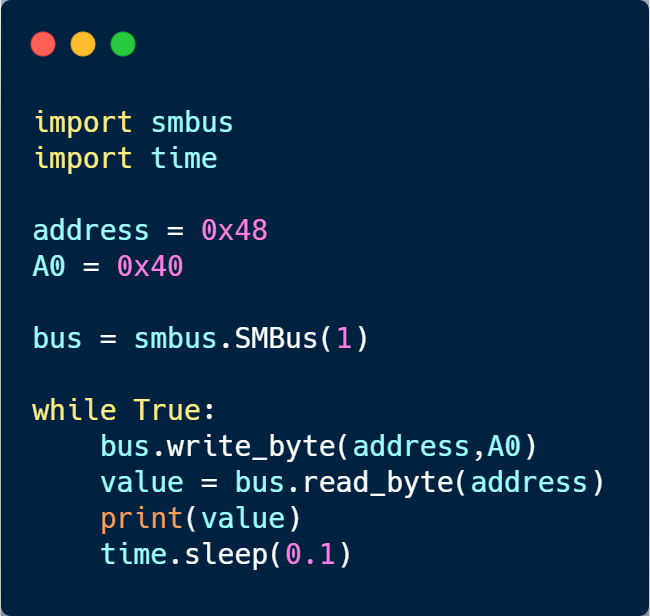 import smbus
import time

address = 0x48
A0 = 0x40

bus = smbus.SMBus(1)

while True:
    bus.write_byte(address,A0)
    value = bus.read_byte(address)
    print(value)
    time.sleep(0.1)